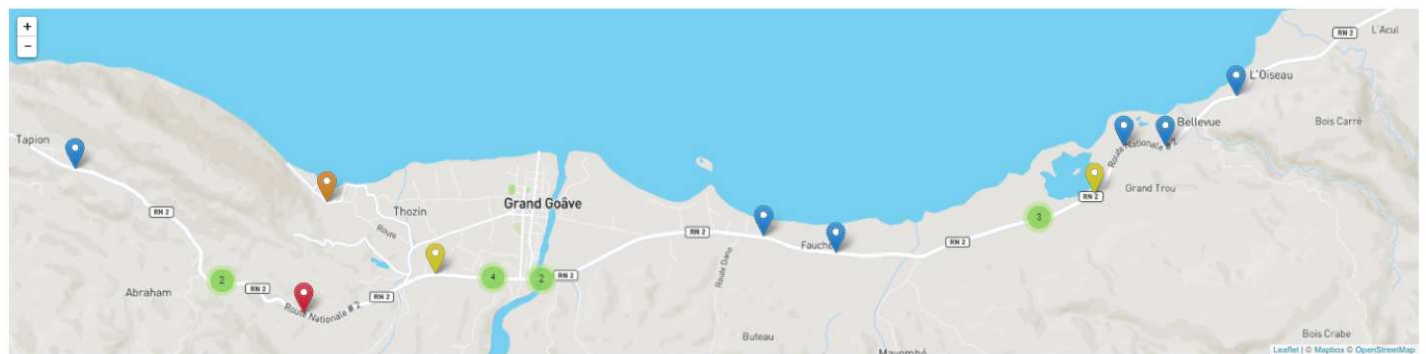 +
−
RN 2
L'Acul
L'Oiseau
Bellevue
Bois Carré
Tapion
Route Nationale # 2
Grand Trou
RN 2
RN 2
Thozin
Grand Goâve
Route
3
RN 2
Fauche
RN 2
Route Dano
2
4
2
RN 2
Abraham
RN 2
RN 2
Route Nationale # 2
Buteau
Bois Crabe
Mayombé
Leaflet | © Mapbox © OpenStreetMap